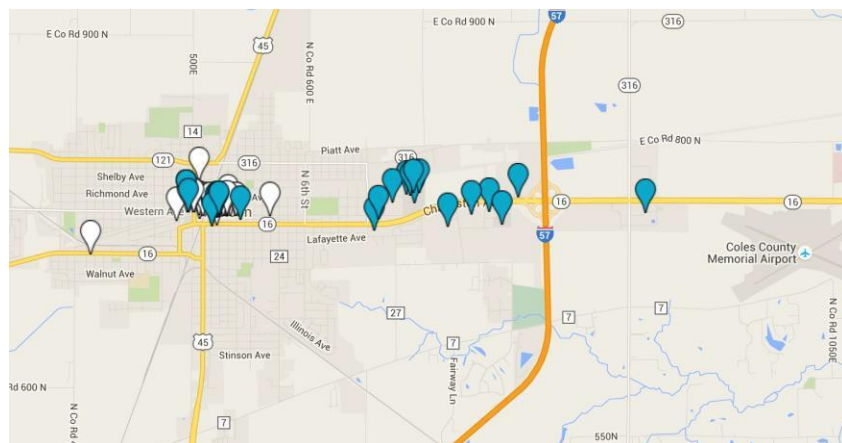 57
316
E Co Rd 900 N
E Co Rd 900 N
45
500E
N Co Rd 600 E
316
14
E Co Rd 800 N
Piatt Ave
316
121
316
Shelby Ave
N 6th St
Richmond Ave
Western Ave
16
16
16
Lafayette Ave
57
Coles County
Memorial Airport
16
24
Walnut Ave
7
7
27
N Co Rd 1050E
Illinois Ave
45
7
Stinson Ave
Fairway Ln
Rd 600 N
7
550N